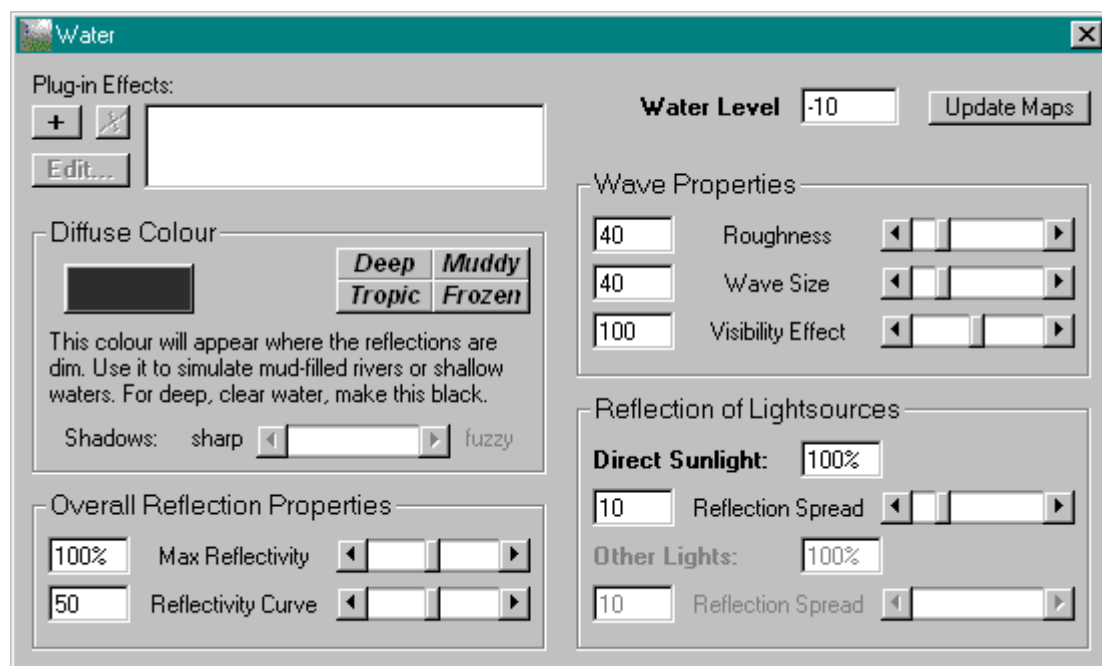 Water
Plug-in Effects:
+
Edit...
Water Level -10 Update Maps
Diffuse Colour
Deep Muddy
Tropic Frozen
This colour will appear where the reflections are
dim. Use it to simulate mud-filled rivers or shallow
waters. For deep, clear water, make this black.
Shadows: sharp fuzzy
Overall Reflection Properties
100% Max Reflectivity
50 Reflectivity Curve
Wave Properties
40 Roughness
40 Wave Size
100 Visibility Effect
Reflection of Lightsources
Direct Sunlight: 100%
10 Reflection Spread
Other Lights: 100%
10 Reflection Spread